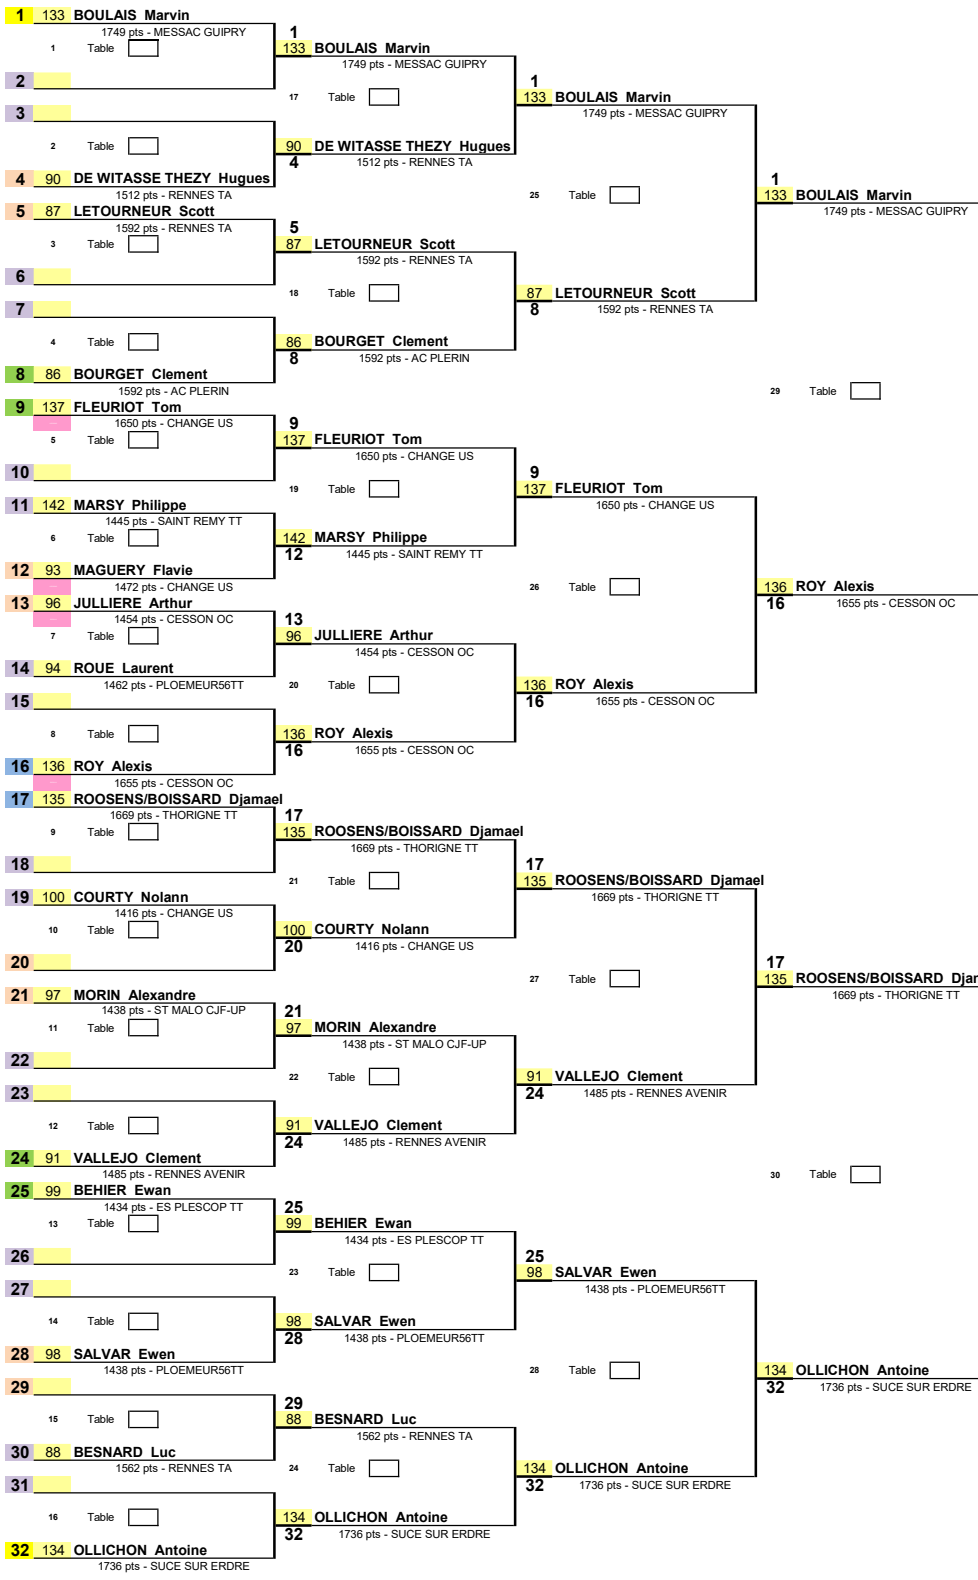 1 133 BOULAIS Marvin
1749 pts - MESSAC GUIPRY
1 Table
2
3
2 Table
4 90 DE WITASSE THEZY Hugues
1512 pts - RENNES TA
5 87 LETOURNEUR Scott
1592 pts - RENNES TA
3 Table
6
7
4 Table
8 86 BOURGET Clement
1592 pts - AC PLERIN
9 137 FLEURIOT Tom
1650 pts - CHANGE US
5 Table
10
11 142 MARSY Philippe
1445 pts - SAINT REMY TT
6 Table
12 93 MAGUERY Flavie
1472 pts - CHANGE US
13 96 JULLIERE Arthur
1454 pts - CESSON OC
7 Table
14 94 ROUE Laurent
1462 pts - PLOEMEUR56TT
15
8 Table
16 136 ROY Alexis
1655 pts - CESSON OC
17 135 ROOSENS/BOISSARD Djamael
1669 pts - THORIGNE TT
9 Table
18
19 100 COURTY Nolann
1416 pts - CHANGE US
10 Table
20
21 97 MORIN Alexandre
1438 pts - ST MALO CJF-UP
11 Table
22
23
12 Table
24 91 VALLEJO Clement
1485 pts - RENNES AVENIR
25 99 BEHIER Ewan
1434 pts - ES PLESCOP TT
13 Table
26
27
14 Table
28 98 SALVAR Ewen
1438 pts - PLOEMEUR56TT
29
15 Table
30 88 BESNARD Luc
1562 pts - RENNES TA
31
16 Table
32 134 OLLICHON Antoine
1736 pts - SUCE SUR ERDRE
1
133 BOULAIS Marvin
1749 pts - MESSAC GUIPRY
17 Table
90 DE WITASSE THEZY Hugues
4 1512 pts - RENNES TA
5
87 LETOURNEUR Scott
1592 pts - RENNES TA
18 Table
86 BOURGET Clement
8 1592 pts - AC PLERIN
9
137 FLEURIOT Tom
1650 pts - CHANGE US
19 Table
142 MARSY Philippe
12 1445 pts - SAINT REMY TT
13
96 JULLIERE Arthur
1454 pts - CESSON OC
20 Table
136 ROY Alexis
16 1655 pts - CESSON OC
17
135 ROOSENS/BOISSARD Djamael
1669 pts - THORIGNE TT
21 Table
100 COURTY Nolann
20 1416 pts - CHANGE US
21
97 MORIN Alexandre
1438 pts - ST MALO CJF-UP
22 Table
91 VALLEJO Clement
24 1485 pts - RENNES AVENIR
25
99 BEHIER Ewan
1434 pts - ES PLESCOP TT
23 Table
98 SALVAR Ewen
28 1438 pts - PLOEMEUR56TT
29
88 BESNARD Luc
1562 pts - RENNES TA
24 Table
134 OLLICHON Antoine
32 1736 pts - SUCE SUR ERDRE
1
133 BOULAIS Marvin
1749 pts - MESSAC GUIPRY
25 Table
87 LETOURNEUR Scott
8 1592 pts - RENNES TA
9
137 FLEURIOT Tom
1650 pts - CHANGE US
26 Table
136 ROY Alexis
16 1655 pts - CESSON OC
17
135 ROOSENS/BOISSARD Djamael
1669 pts - THORIGNE TT
27 Table
91 VALLEJO Clement
24 1485 pts - RENNES AVENIR
25
98 SALVAR Ewen
1438 pts - PLOEMEUR56TT
28 Table
134 OLLICHON Antoine
32 1736 pts - SUCE SUR ERDRE
1
133 BOULAIS Marvin
1749 pts - MESSAC GUIPRY
29 Table
136 ROY Alexis
16 1655 pts - CESSON OC
17
135 ROOSENS/BOISSARD Djam
1669 pts - THORIGNE TT
30 Table
134 OLLICHON Antoine
32 1736 pts - SUCE SUR ERDRE